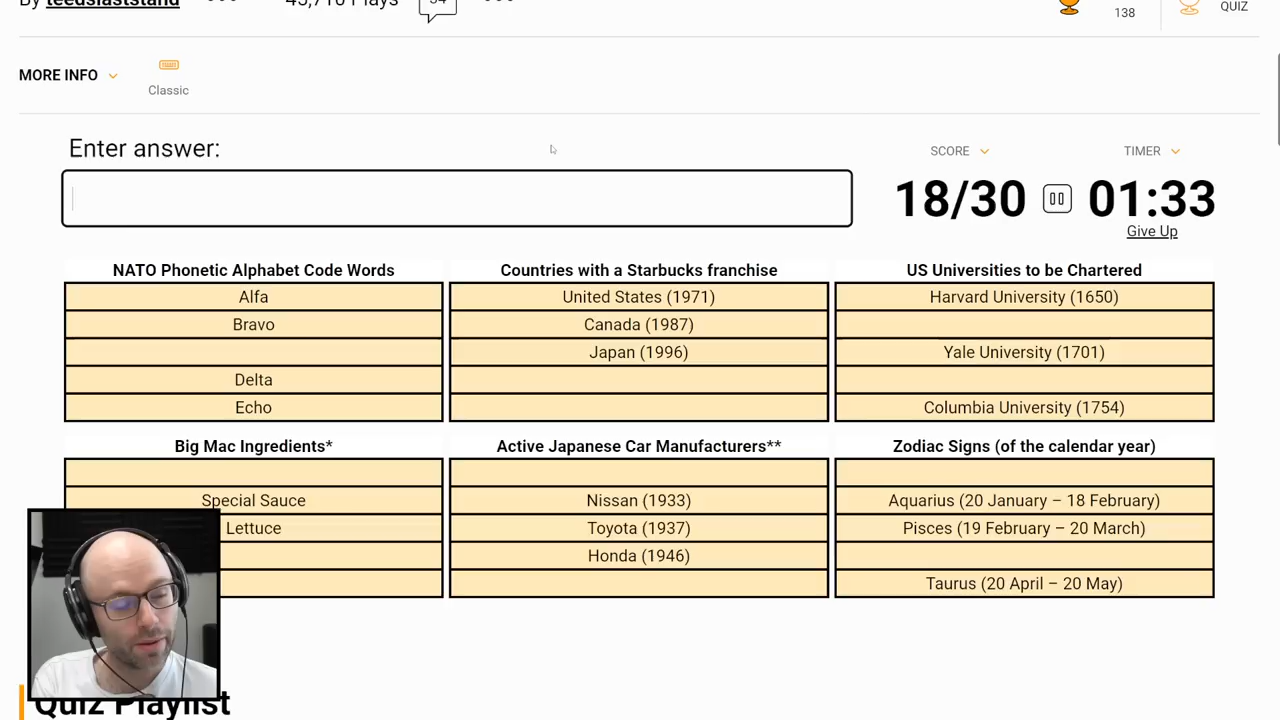 By teedslaststand
45,716 Plays
54
138
QUIZ
MORE INFO
Classic
Enter answer:
SCORE
TIMER
18/30
01:33
Give Up
NATO Phonetic Alphabet Code Words
Alfa
Bravo
Delta
Echo
Countries with a Starbucks franchise
United States (1971)
Canada (1987)
Japan (1996)
US Universities to be Chartered
Harvard University (1650)
Yale University (1701)
Columbia University (1754)
Big Mac Ingredients*
Special Sauce
Lettuce
Active Japanese Car Manufacturers**
Nissan (1933)
Toyota (1937)
Honda (1946)
Zodiac Signs (of the calendar year)
Aquarius (20 January – 18 February)
Pisces (19 February – 20 March)
Taurus (20 April – 20 May)
Quiz Playlist